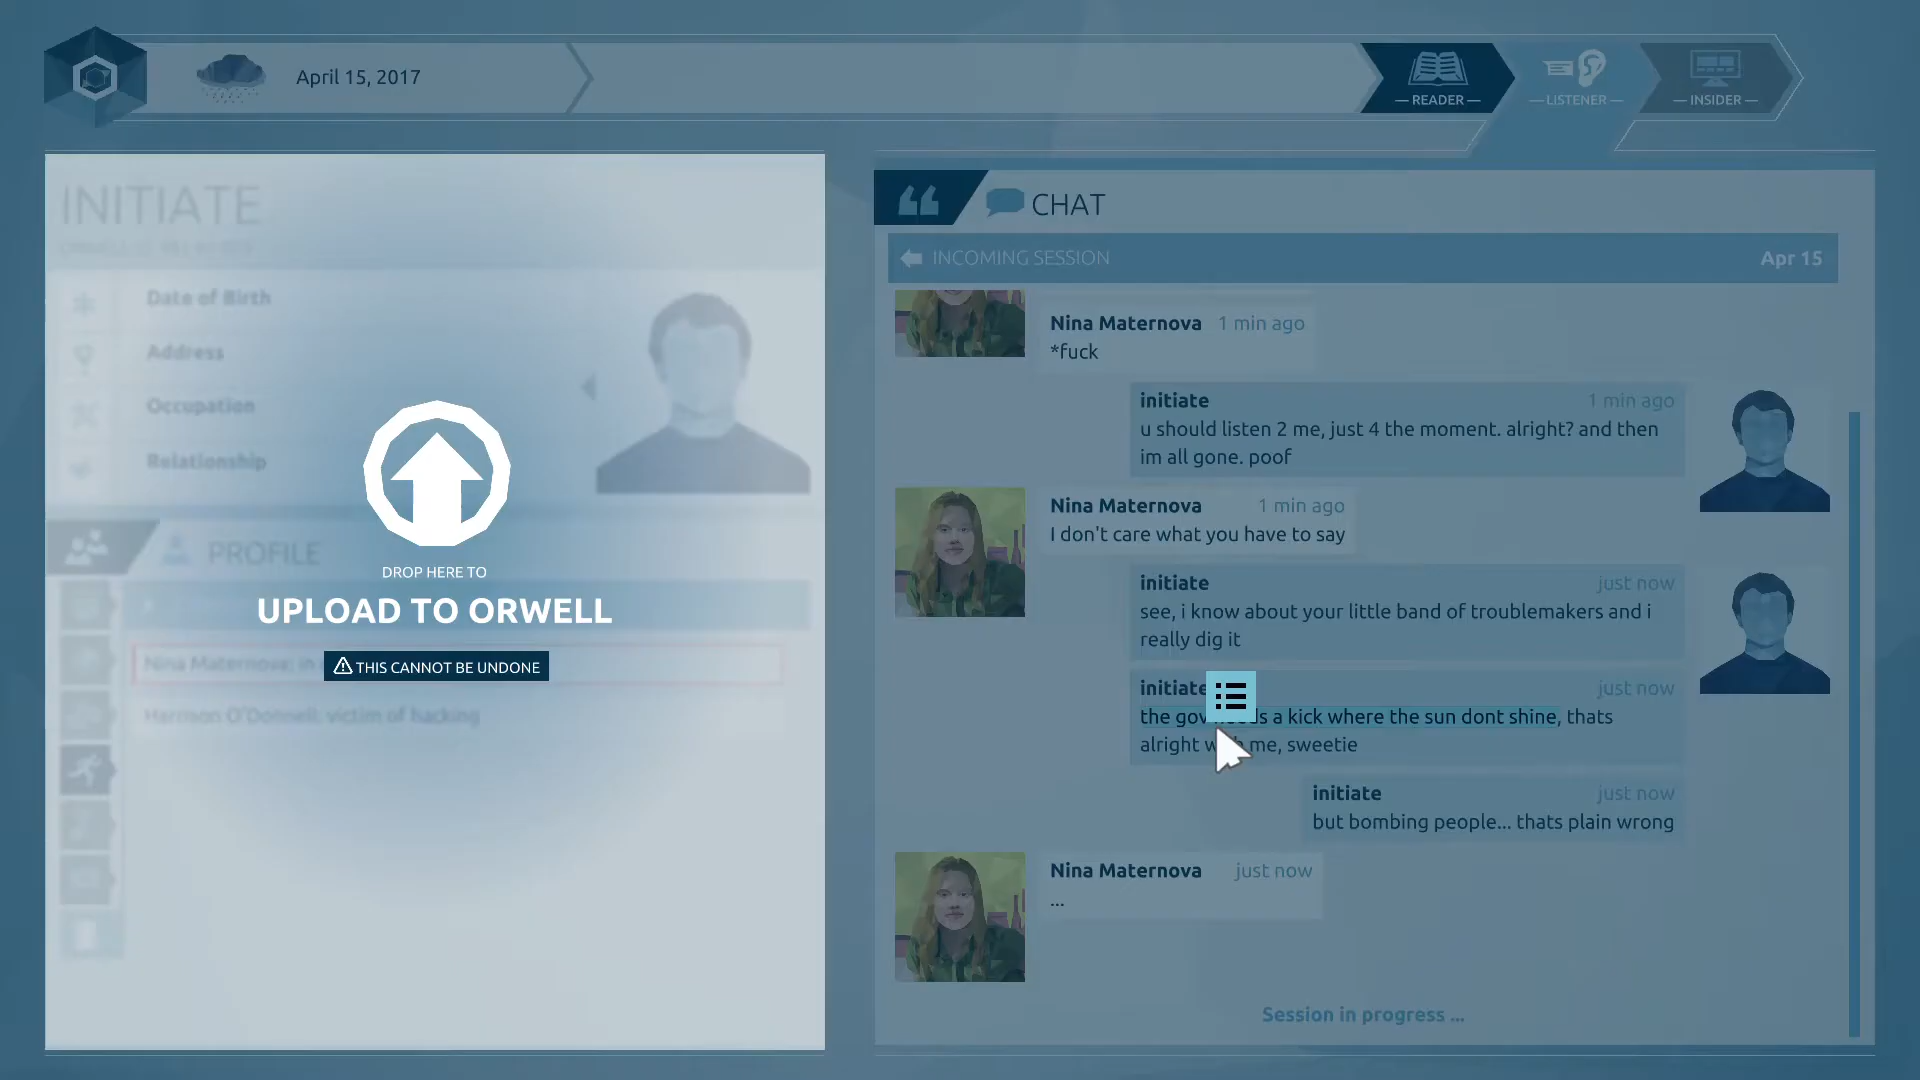 April 15, 2017
READER
LISTENER
INSIDER
INITIATE
Date of Birth
Address
Occupation
Relationship
PROFILE
DROP HERE TO
UPLOAD TO ORWELL
THIS CANNOT BE UNDONE
Nina Maternova: in
Harrison O'Donnell: victim of hacking
CHAT
INCOMING SESSION
Apr 15
Nina Maternova 1 min ago
*fuck
initiate 1 min ago
u should listen 2 me, just 4 the moment. alright? and then
im all gone. poof
Nina Maternova 1 min ago
I don't care what you have to say
initiate just now
see, i know about your little band of troublemakers and i
really dig it
initiate just now
the gov needs a kick where the sun dont shine, thats
alright with me, sweetie
initiate just now
but bombing people... thats plain wrong
Nina Maternova just now
...
Session in progress ...